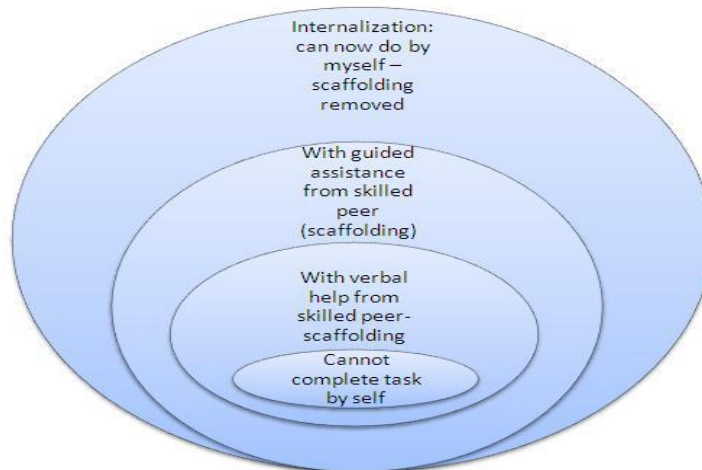 Internalization:
can now do by
myself –
scaffolding
removed
With guided
assistance
from skilled
peer
(scaffolding)
With verbal
help from
skilled peer-
scaffolding
Cannot
complete task
by self